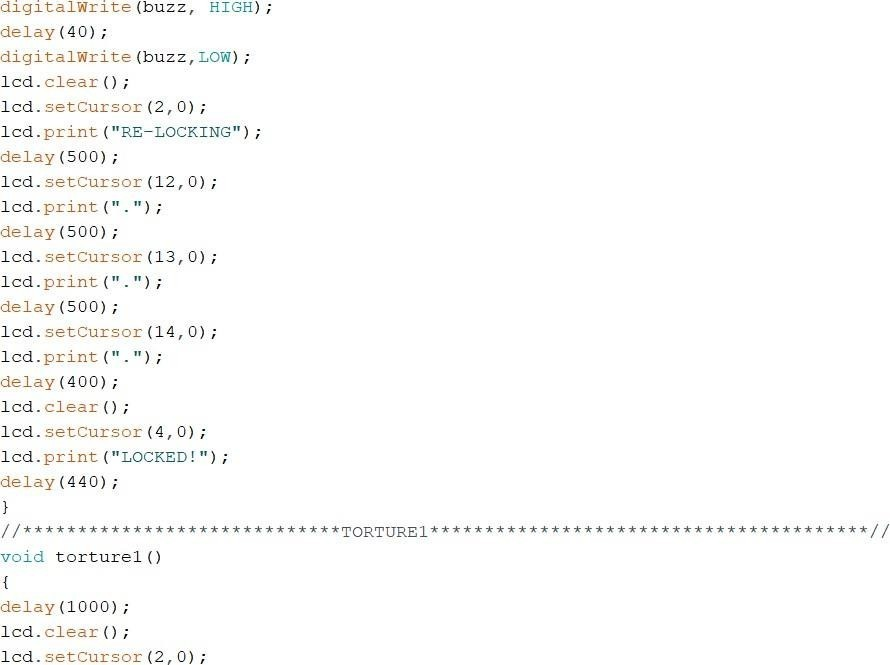 digitalWrite(buzz, HIGH);
delay(40);
digitalWrite(buzz,LOW);
lcd.clear();
lcd.setCursor(2,0);
lcd.print("RE-LOCKING");
delay(500);
lcd.setCursor(12,0);
lcd.print(".");
delay(500);
lcd.setCursor(13,0);
lcd.print(".");
delay(500);
lcd.setCursor(14,0);
lcd.print(".");
delay(400);
lcd.clear();
lcd.setCursor(4,0);
lcd.print("LOCKED!");
delay(440);
}
//*****************************TORTURE1****************************************//
void torture1()
{
delay(1000);
lcd.clear();
lcd.setCursor(2,0);